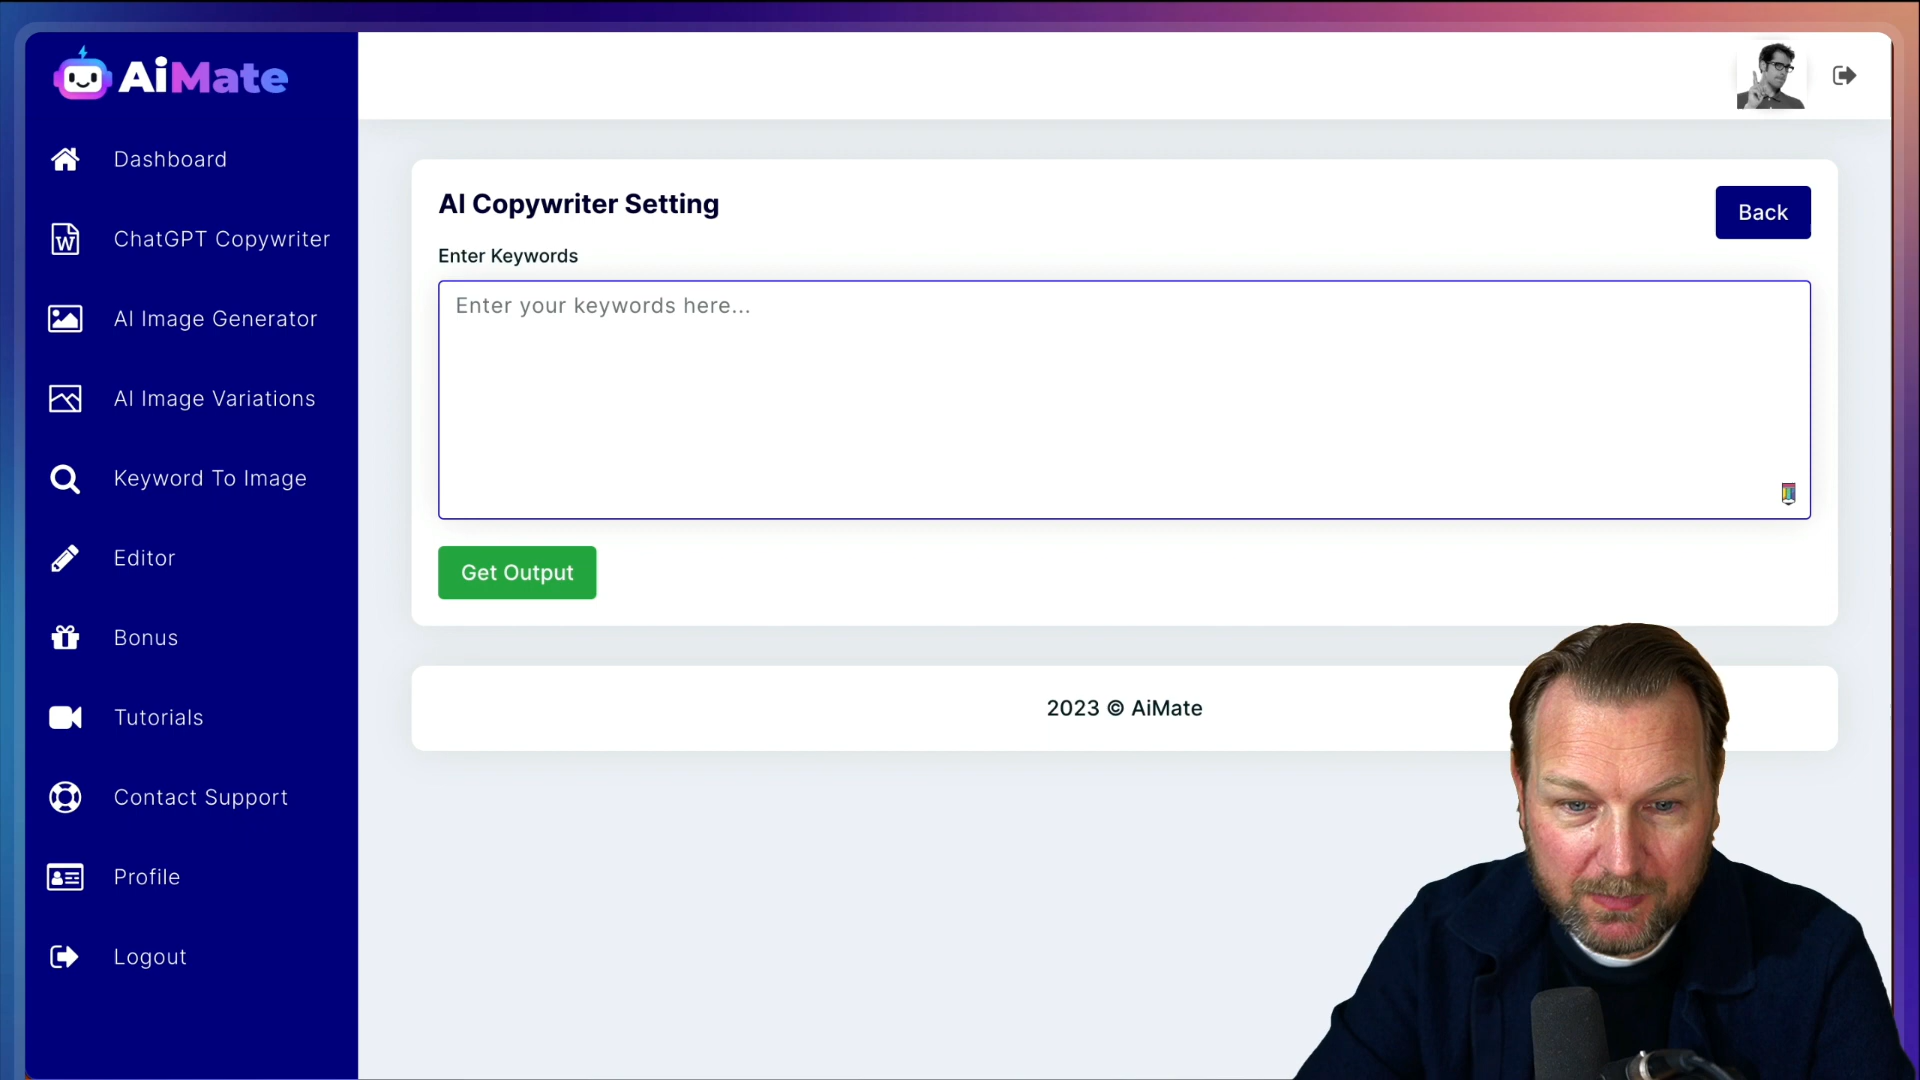 AiMate
Dashboard
ChatGPT Copywriter
AI Image Generator
AI Image Variations
Keyword To Image
Editor
Bonus
Tutorials
Contact Support
Profile
Logout
AI Copywriter Setting
Back
Enter Keywords
Enter your keywords here...
Get Output
2023 © AiMate